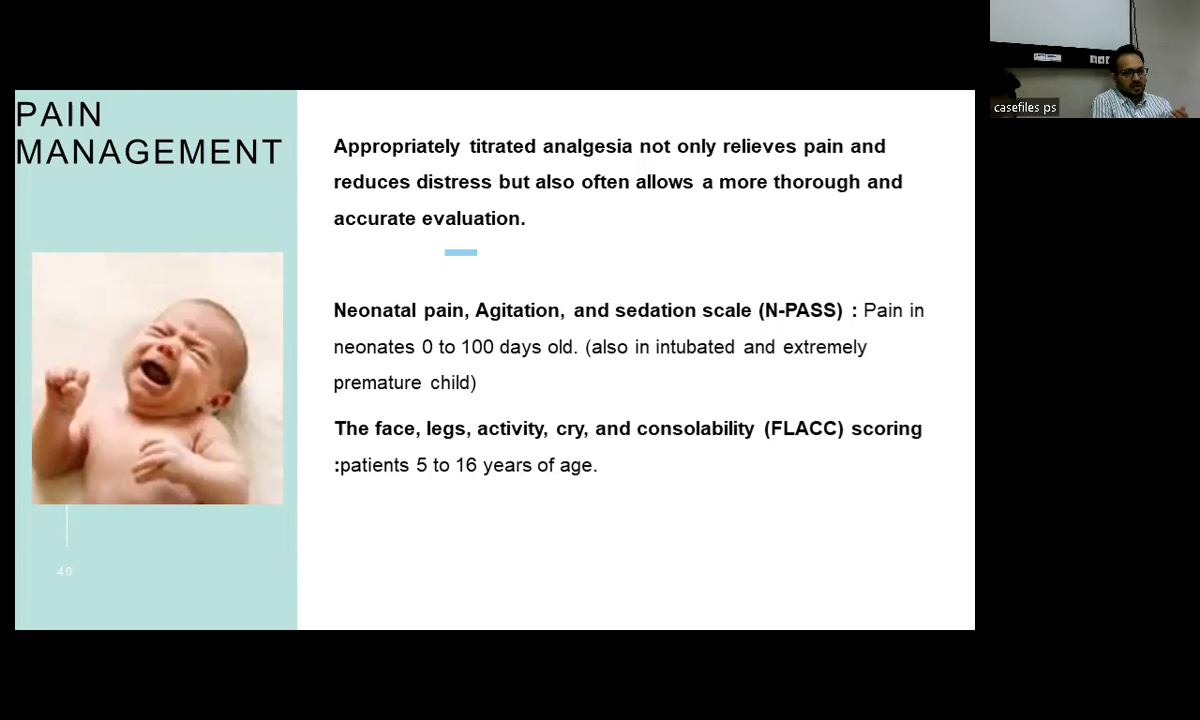 PAIN
MANAGEMENT
Appropriately titrated analgesia not only relieves pain and
reduces distress but also often allows a more thorough and
accurate evaluation.
Neonatal pain, Agitation, and sedation scale (N-PASS) : Pain in
neonates 0 to 100 days old. (also in intubated and extremely
premature child)
The face, legs, activity, cry, and consolability (FLACC) scoring
:patients 5 to 16 years of age.
40
casefiles ps